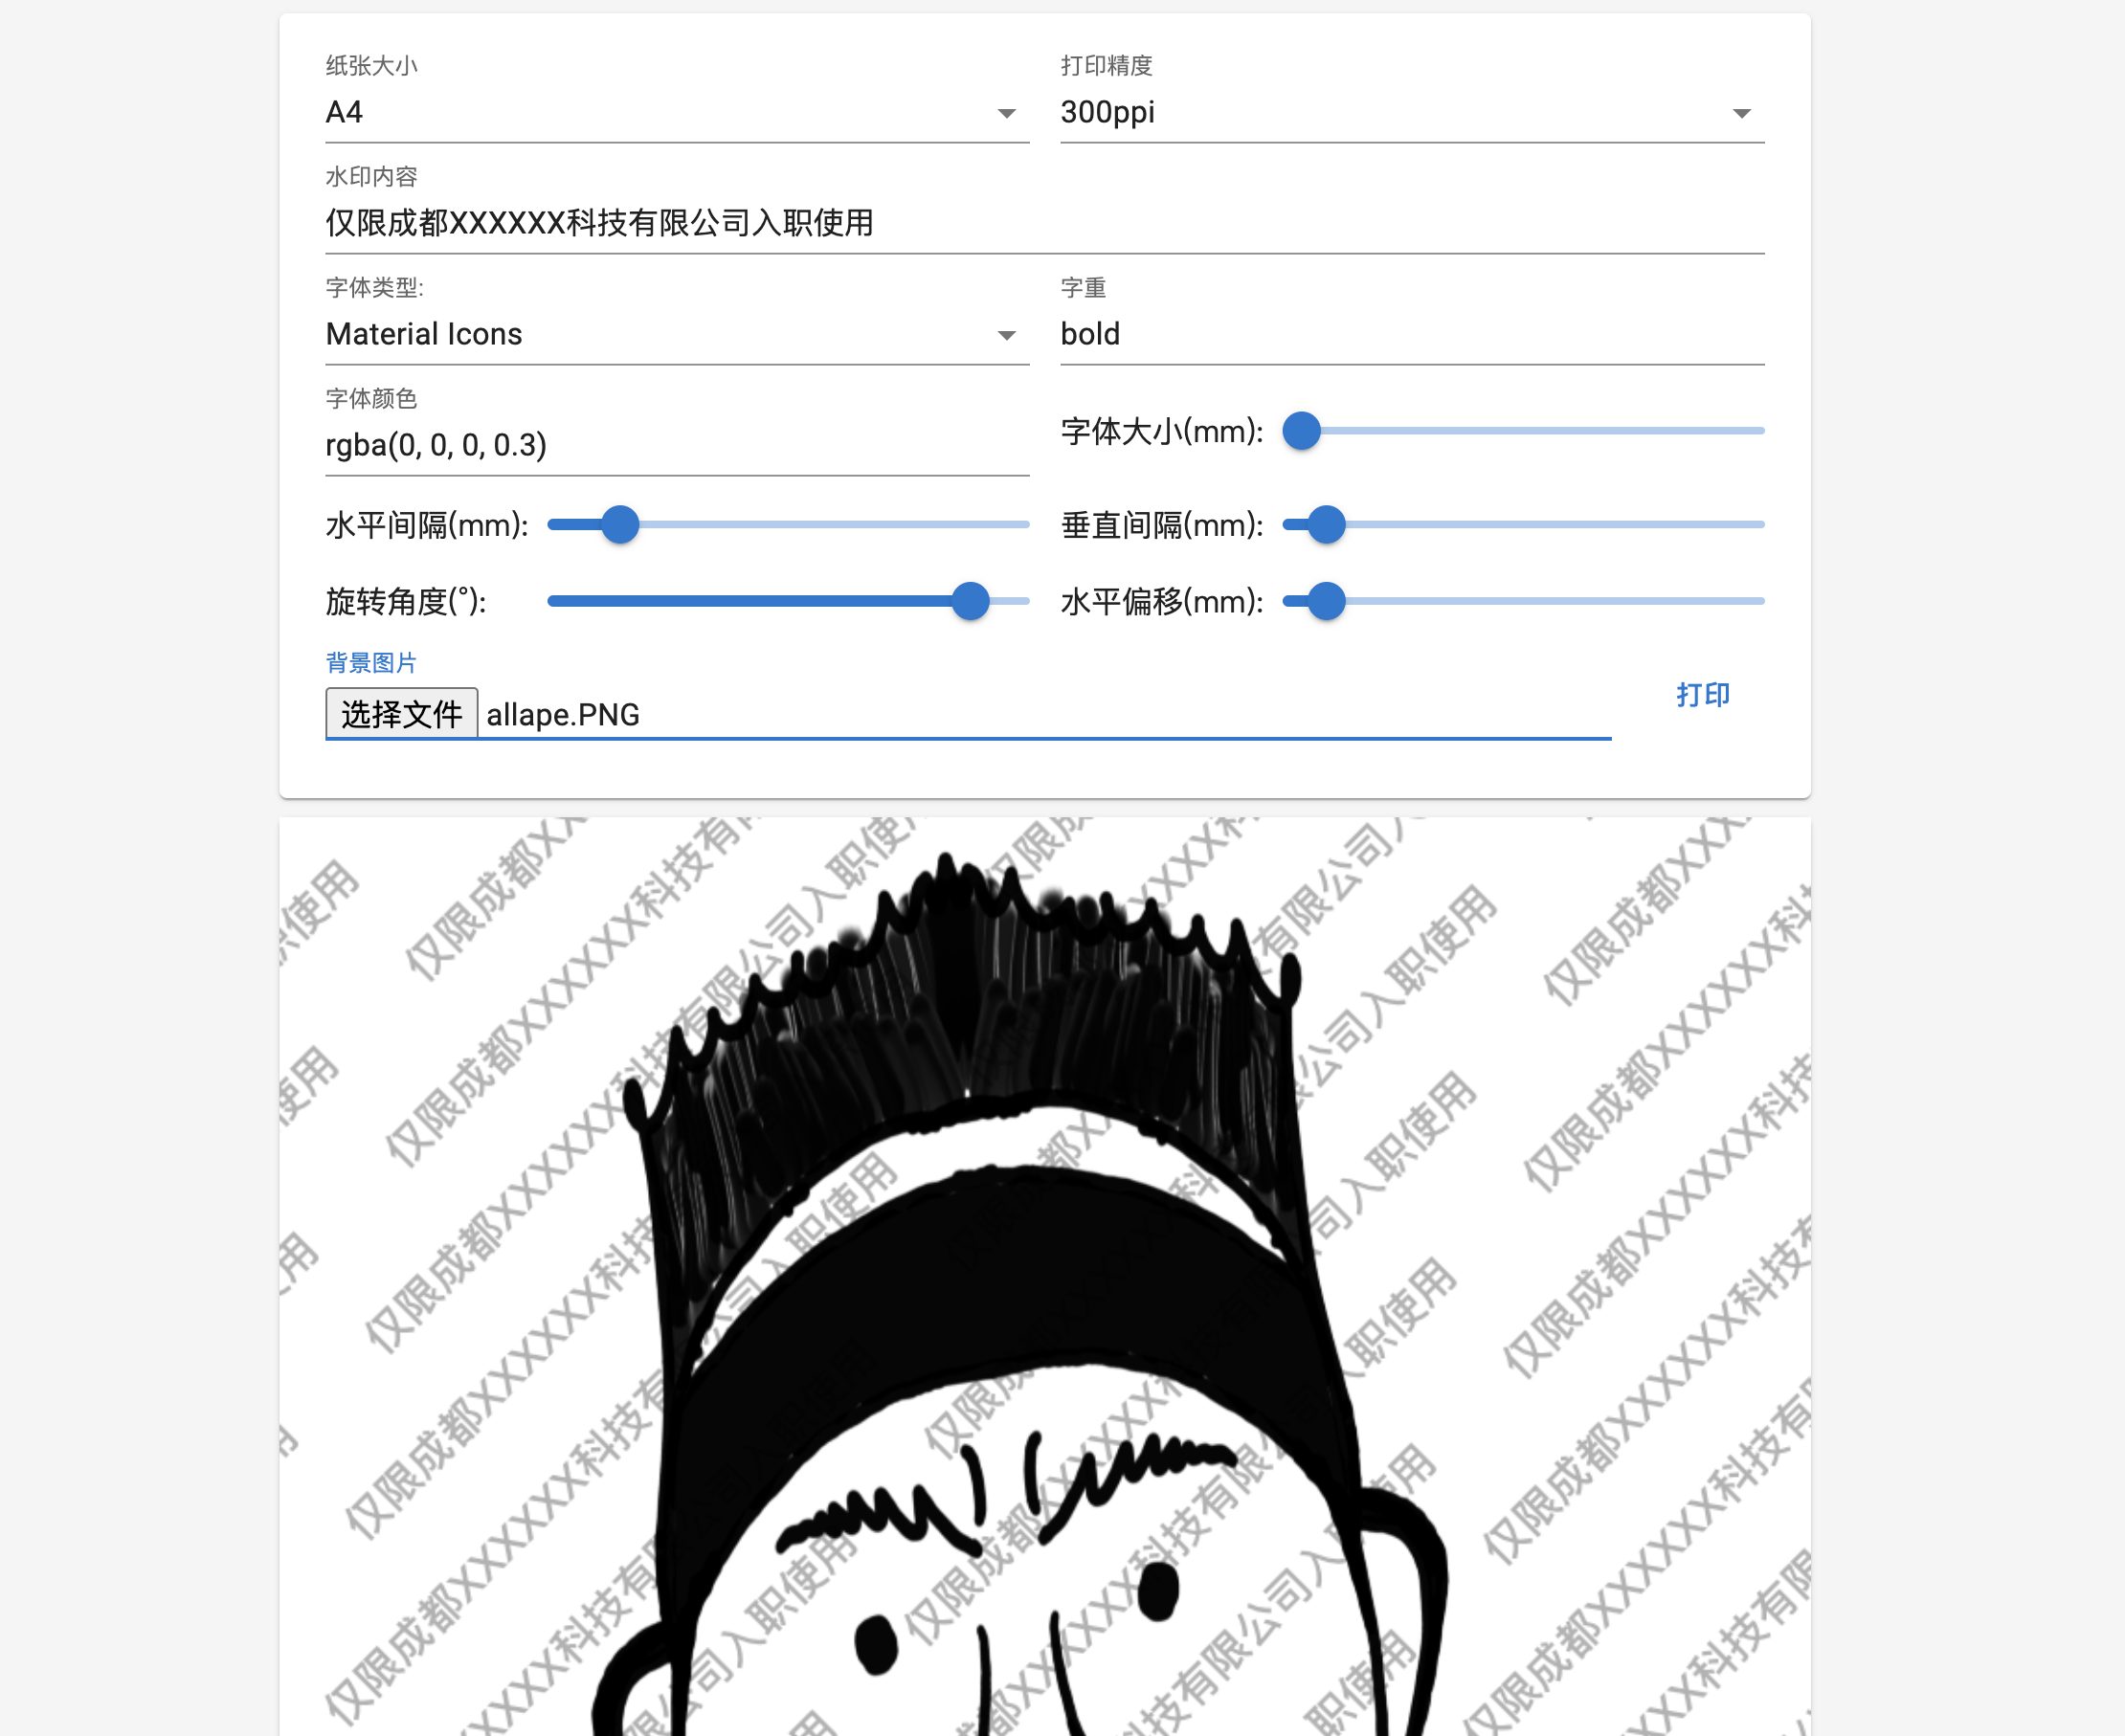 纸张大小
打印精度
A4
300ppi
水印内容
仅限成都XXXXXX科技有限公司入职使用
字体类型:
字重
Material Icons
bold
字体颜色
rgba(0, 0, 0, 0.3)
字体大小(mm):
水平间隔(mm):
垂直间隔(mm):
旋转角度(°):
水平偏移(mm):
背景图片
选择文件 allape.PNG
打印
仅限成都XXXXXX科技有限公司入职使用